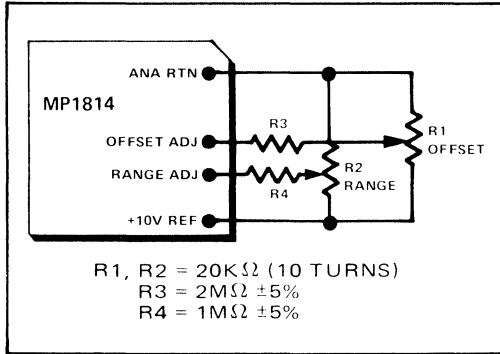 ANA RTN
MP1814
OFFSET ADJ
RANGE ADJ
+10V REF
R3
R4
R1
OFFSET
R2
RANGE
R1, R2 = 20KΩ (10 TURNS)
R3 = 2MΩ ±5%
R4 = 1MΩ ±5%